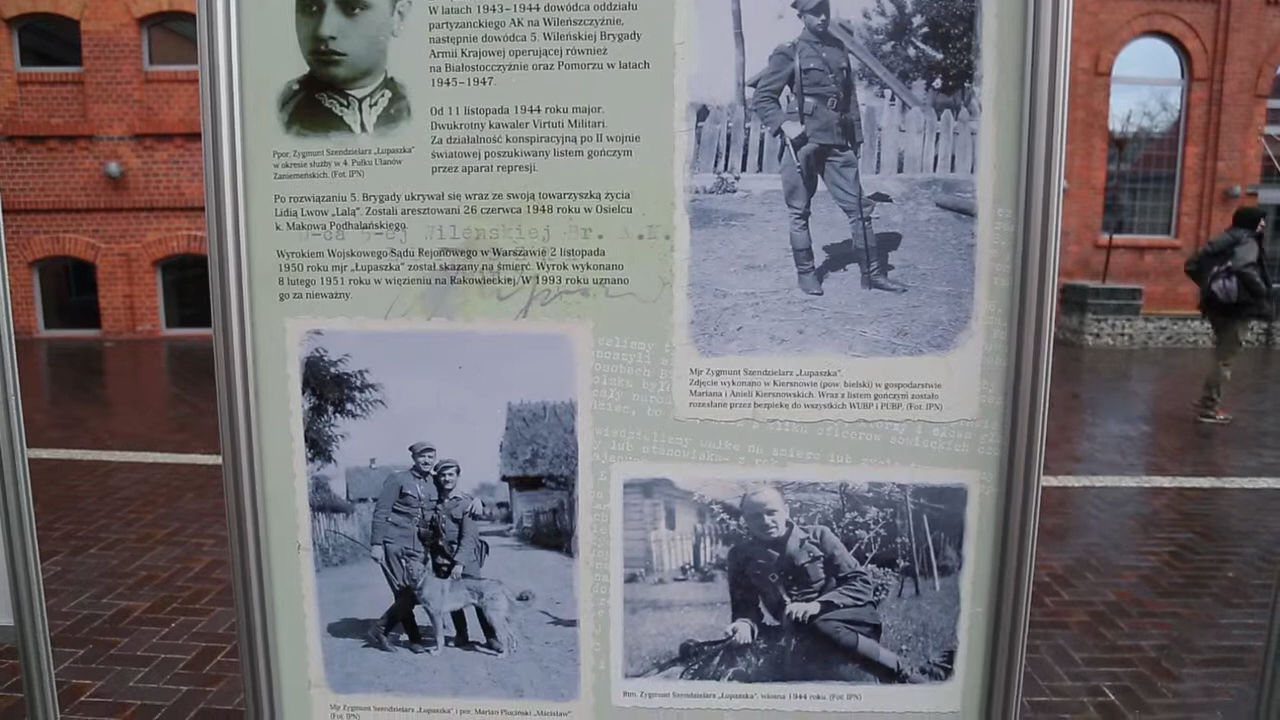 W latach 1943–1944 dowódca oddziału
partyzanckiego AK na Wileńszczyźnie,
następnie dowódca 5. Wileńskiej Brygady
Armii Krajowej operującej również
na Białostocczyźnie oraz Pomorzu w latach
1945–1947.
Od 11 listopada 1944 roku major.
Dwukrotny kawaler Virtuti Militari.
Za działalność konspiracyjną po II wojnie
światowej poszukiwany listem gończym
przez aparat represji.
Ppor. Zygmunt Szendzielarz „Łupaszka"
w okresie służby w 4. Pułku Ułanów
Zaniemeńskich. (Fot. IPN)
Po rozwiązaniu 5. Brygady ukrywał się wraz ze swoją towarzyszką życia
Lidią Lwow „Lalą". Zostali aresztowani 26 czerwca 1948 roku w Osielcu
k. Makowa Podhalańskiego.
D-ca 5-ej Wilenskiej Br. A.K.
Wyrokiem Wojskowego Sądu Rejonowego w Warszawie 2 listopada
1950 roku mjr „Łupaszka" został skazany na śmierć. Wyrok wykonano
8 lutego 1951 roku w więzieniu na Rakowieckiej. W 1993 roku uznano
go za nieważny.
Mjr Zygmunt Szendzielarz „Łupaszka".
Zdjęcie wykonano w Kiersnowie (pow. bielski) w gospodarstwie
Mariana i Anieli Kiersnowskich. Wraz z listem gończym zostało
rozesłane przez bezpiekę do wszystkich WUBP i PUBP. (Fot. IPN)
oficerow sowieckich
Rtm. Zygmunt Szendzielarz „Łupaszka", wiosna 1944 roku. (Fot. IPN)
Mjr Zygmunt Szendzielarz „Łupaszka" i por. Marian Pluciński „Mścisław"
(Fot. IPN)